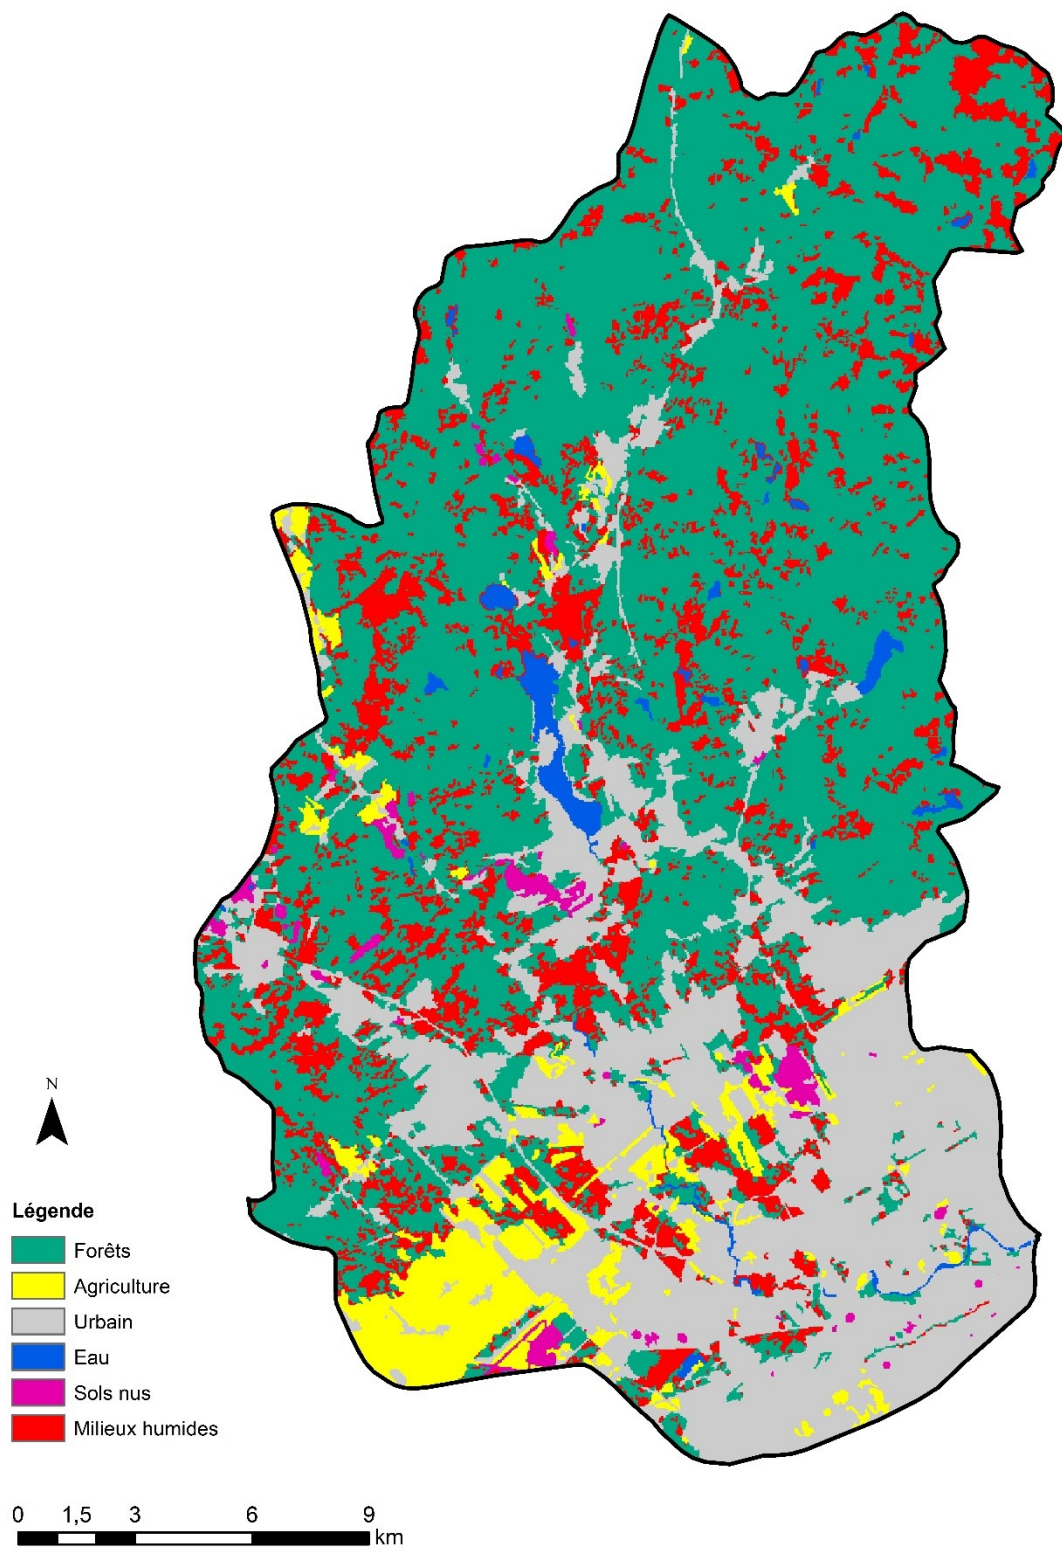 N
Légende
Forêts
Agriculture
Urbain
Eau
Sols nus
Milieux humides
0 1,5 3 6 9
km